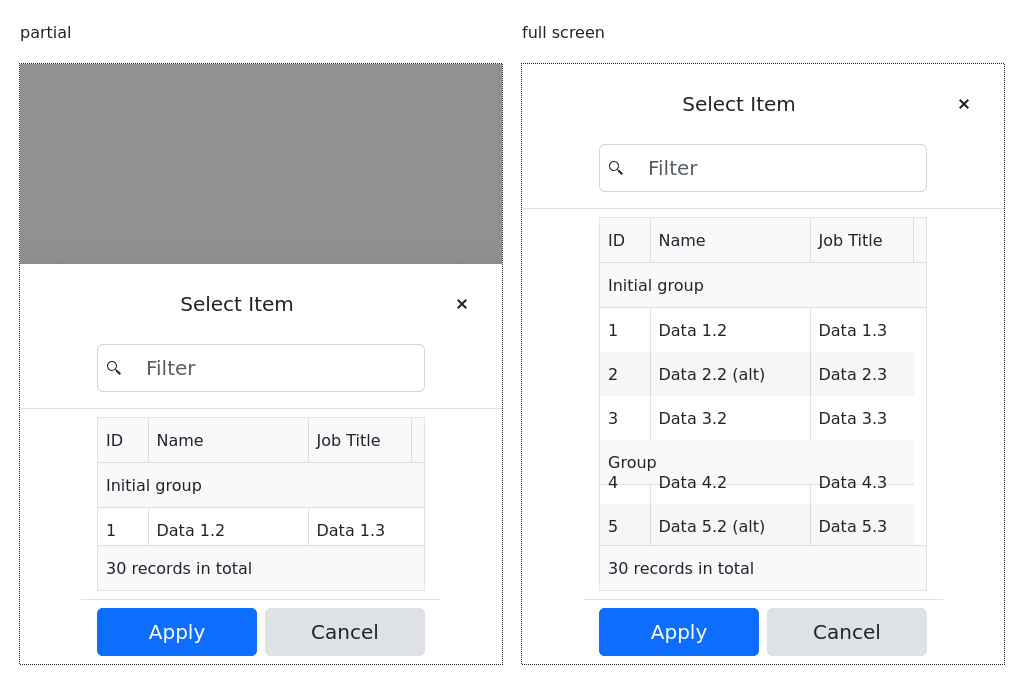 partial
Select Item ×
Filter
ID Name Job Title
Initial group
1 Data 1.2 Data 1.3
30 records in total
Apply Cancel
full screen
Select Item ×
Filter
ID Name Job Title
Initial group
1 Data 1.2 Data 1.3
2 Data 2.2 (alt) Data 2.3
3 Data 3.2 Data 3.3
Group
4 Data 4.2 Data 4.3
5 Data 5.2 (alt) Data 5.3
30 records in total
Apply Cancel